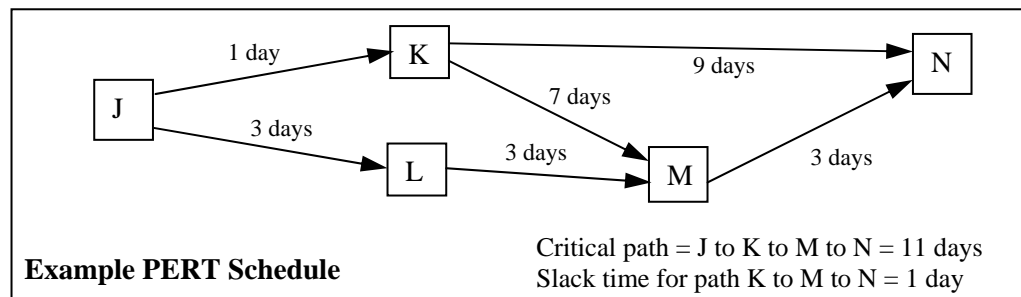 1 day
K
9 days
N
J
7 days
3 days
3 days
3 days
L
M
Critical path = J to K to M to N = 11 days
Example PERT Schedule
Slack time for path K to M to N = 1 day